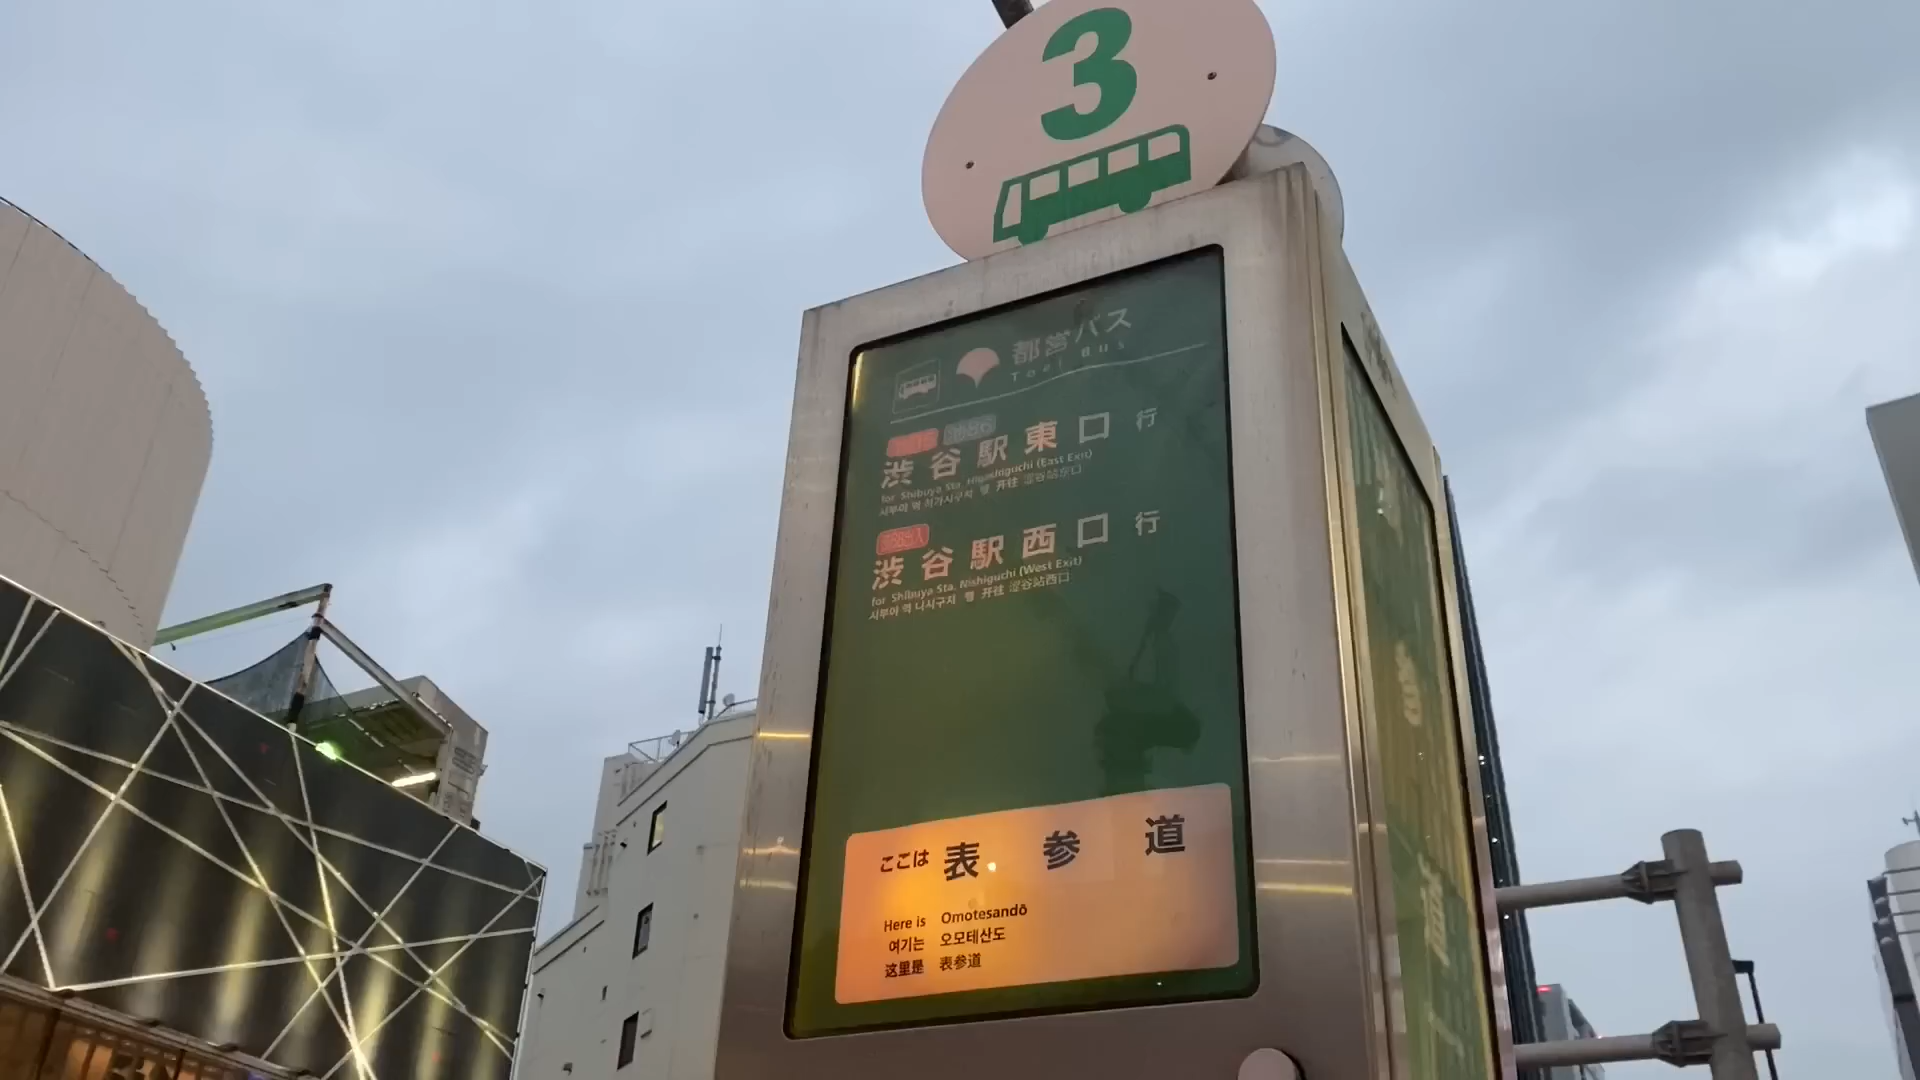 3
都営バス
Toei Bus
渋谷駅東口 行
for Shibuya Sta. Higashiguchi (East Exit)
시부야 역 히가시구치 행 开往 涩谷站东口
渋谷駅西口 行
for Shibuya Sta. Nishiguchi (West Exit)
시부야 역 니시구치 행 开往 涩谷站西口
ここは 表参道
Here is Omotesandō
여기는 오모테산도
这里是 表参道